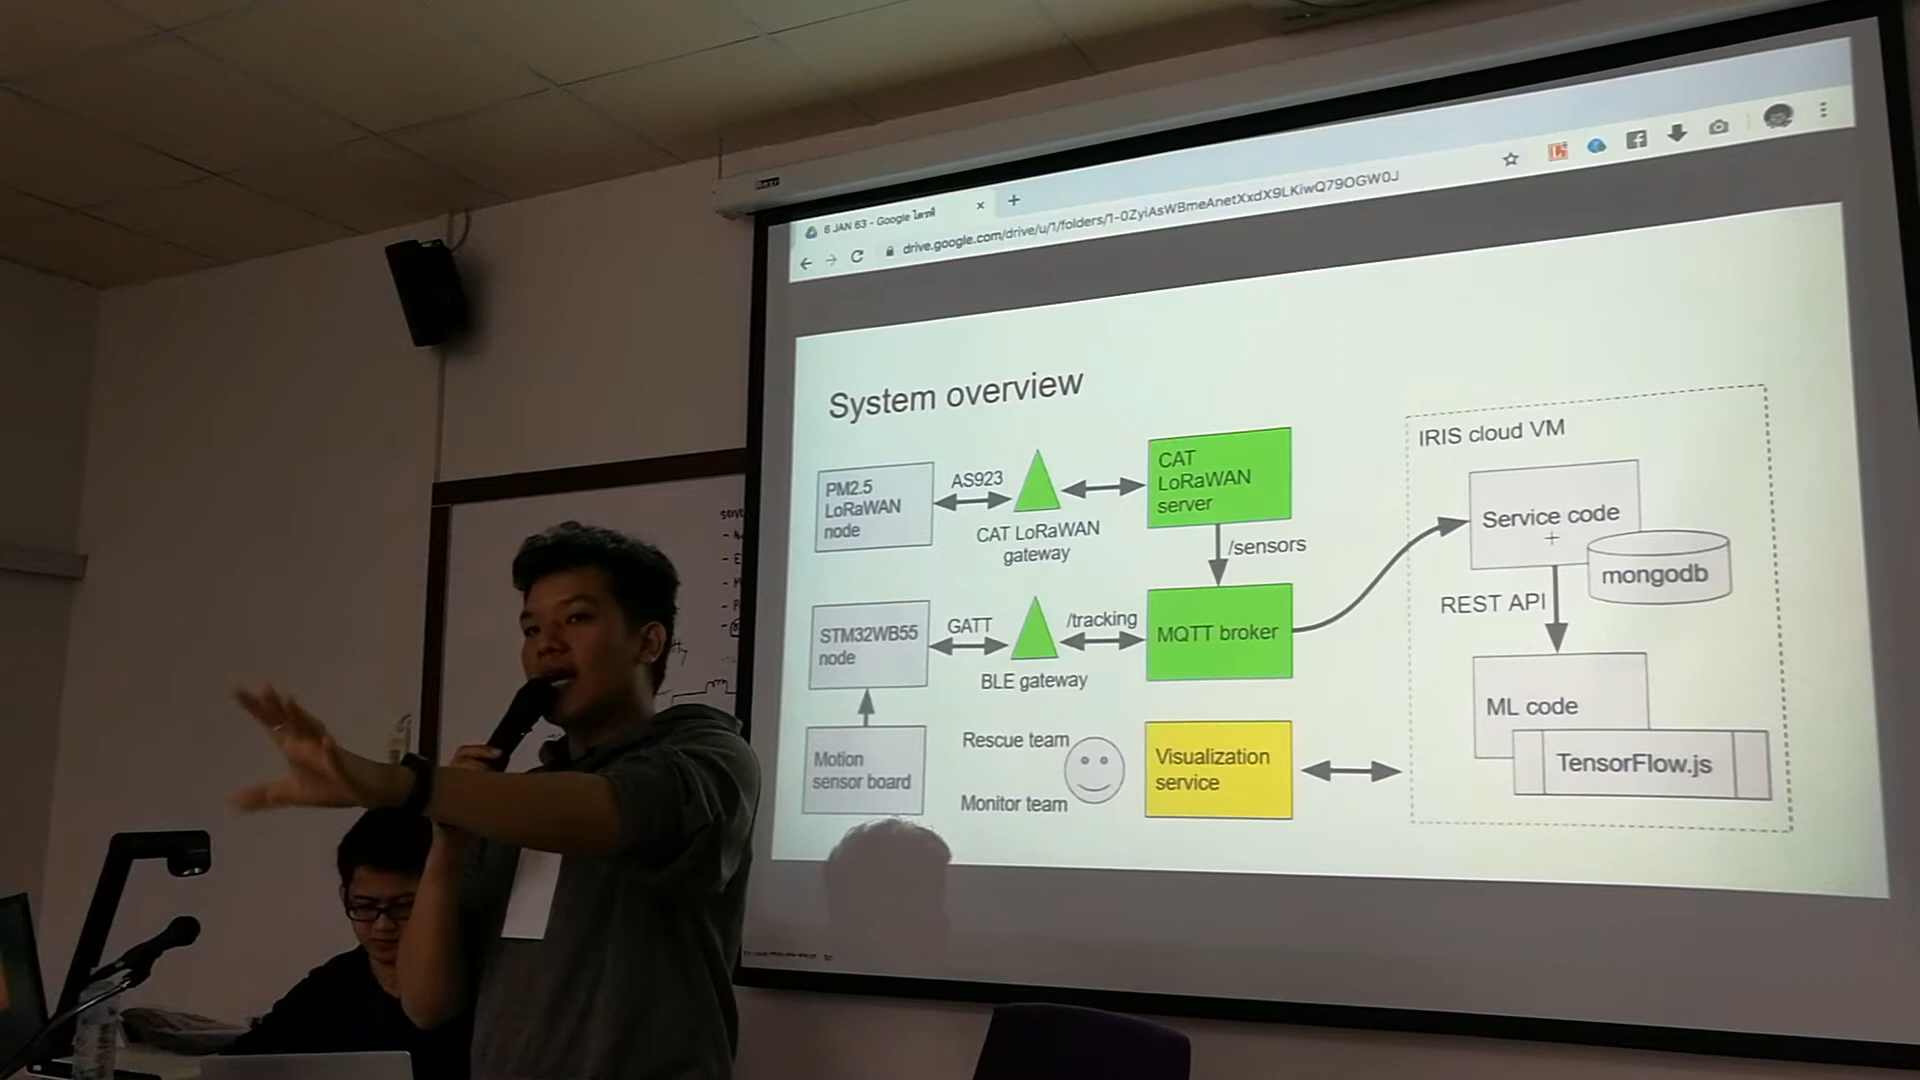 6 JAN 63 - Google ไดรฟ์
drive.google.com/drive/u/1/folders/1-0ZyiAsWBmeAnetXxdX9LKiwQ79OGW0J
System overview
PM2.5
LoRaWAN
node
AS923
CAT LoRaWAN
gateway
CAT
LoRaWAN
server
/sensors
STM32WB55
node
GATT
BLE gateway
/tracking
MQTT broker
Motion
sensor board
Rescue team
Monitor team
Visualization
service
IRIS cloud VM
Service code
+
mongodb
REST API
ML code
TensorFlow.js